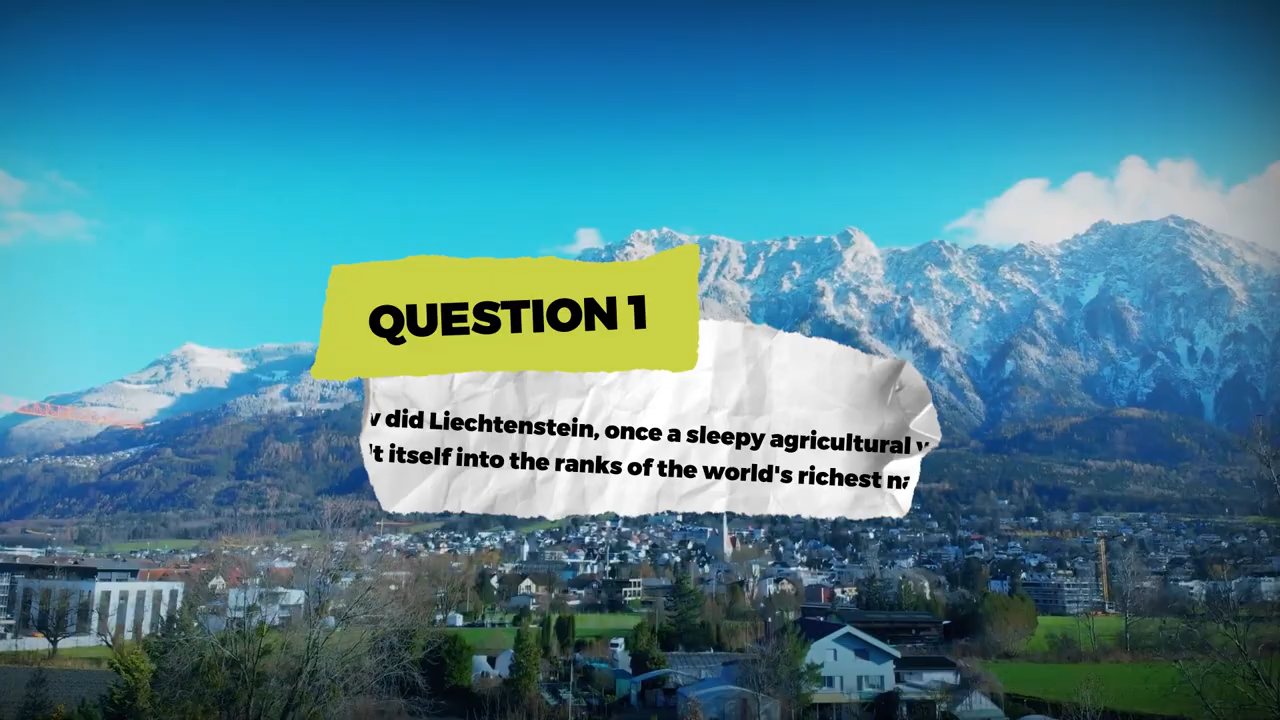 QUESTION 1
did Liechtenstein, once a sleepy agricultural
itself into the ranks of the world's richest